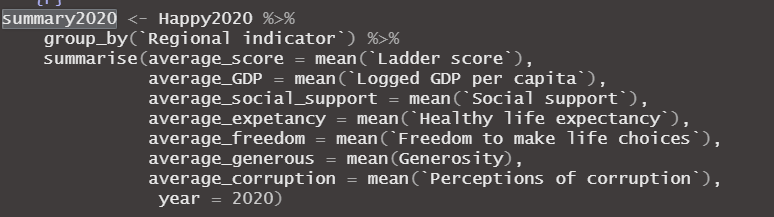 summary2020 <- Happy2020 %>%
group_by(`Regional indicator`) %>%
summarise(average_score = mean(`Ladder score`),
average_GDP = mean(`Logged GDP per capita`),
average_social_support = mean(`Social support`),
average_expetancy = mean(`Healthy life expectancy`),
average_freedom = mean(`Freedom to make life choices`),
average_generous = mean(Generosity),
average_corruption = mean(`Perceptions of corruption`),
year = 2020)